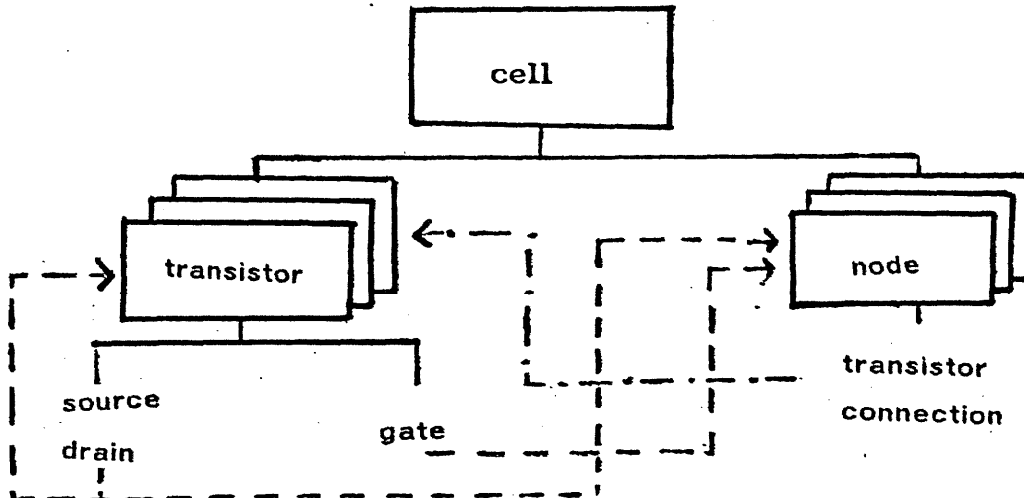 cell
transistor
node
source
drain
gate
transistor
connection